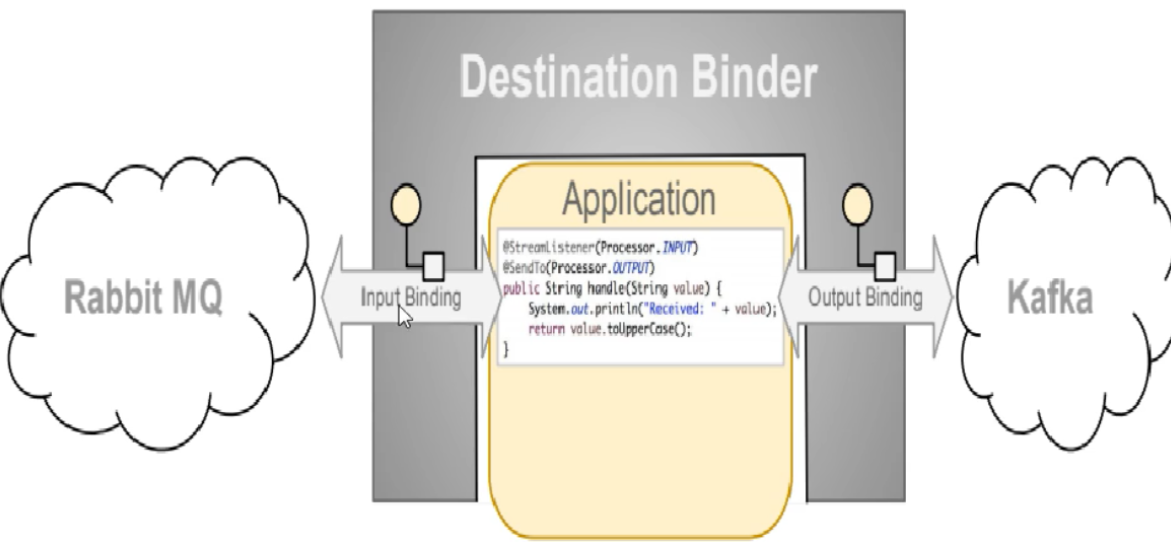 Destination Binder
Application
@StreamListener(Processor.INPUT)
@SendTo(Processor.OUTPUT)
public String handle(String value) {
System.out.println("Received: " + value);
return value.toUpperCase();
}
Rabbit MQ
Input Binding
Output Binding
Kafka